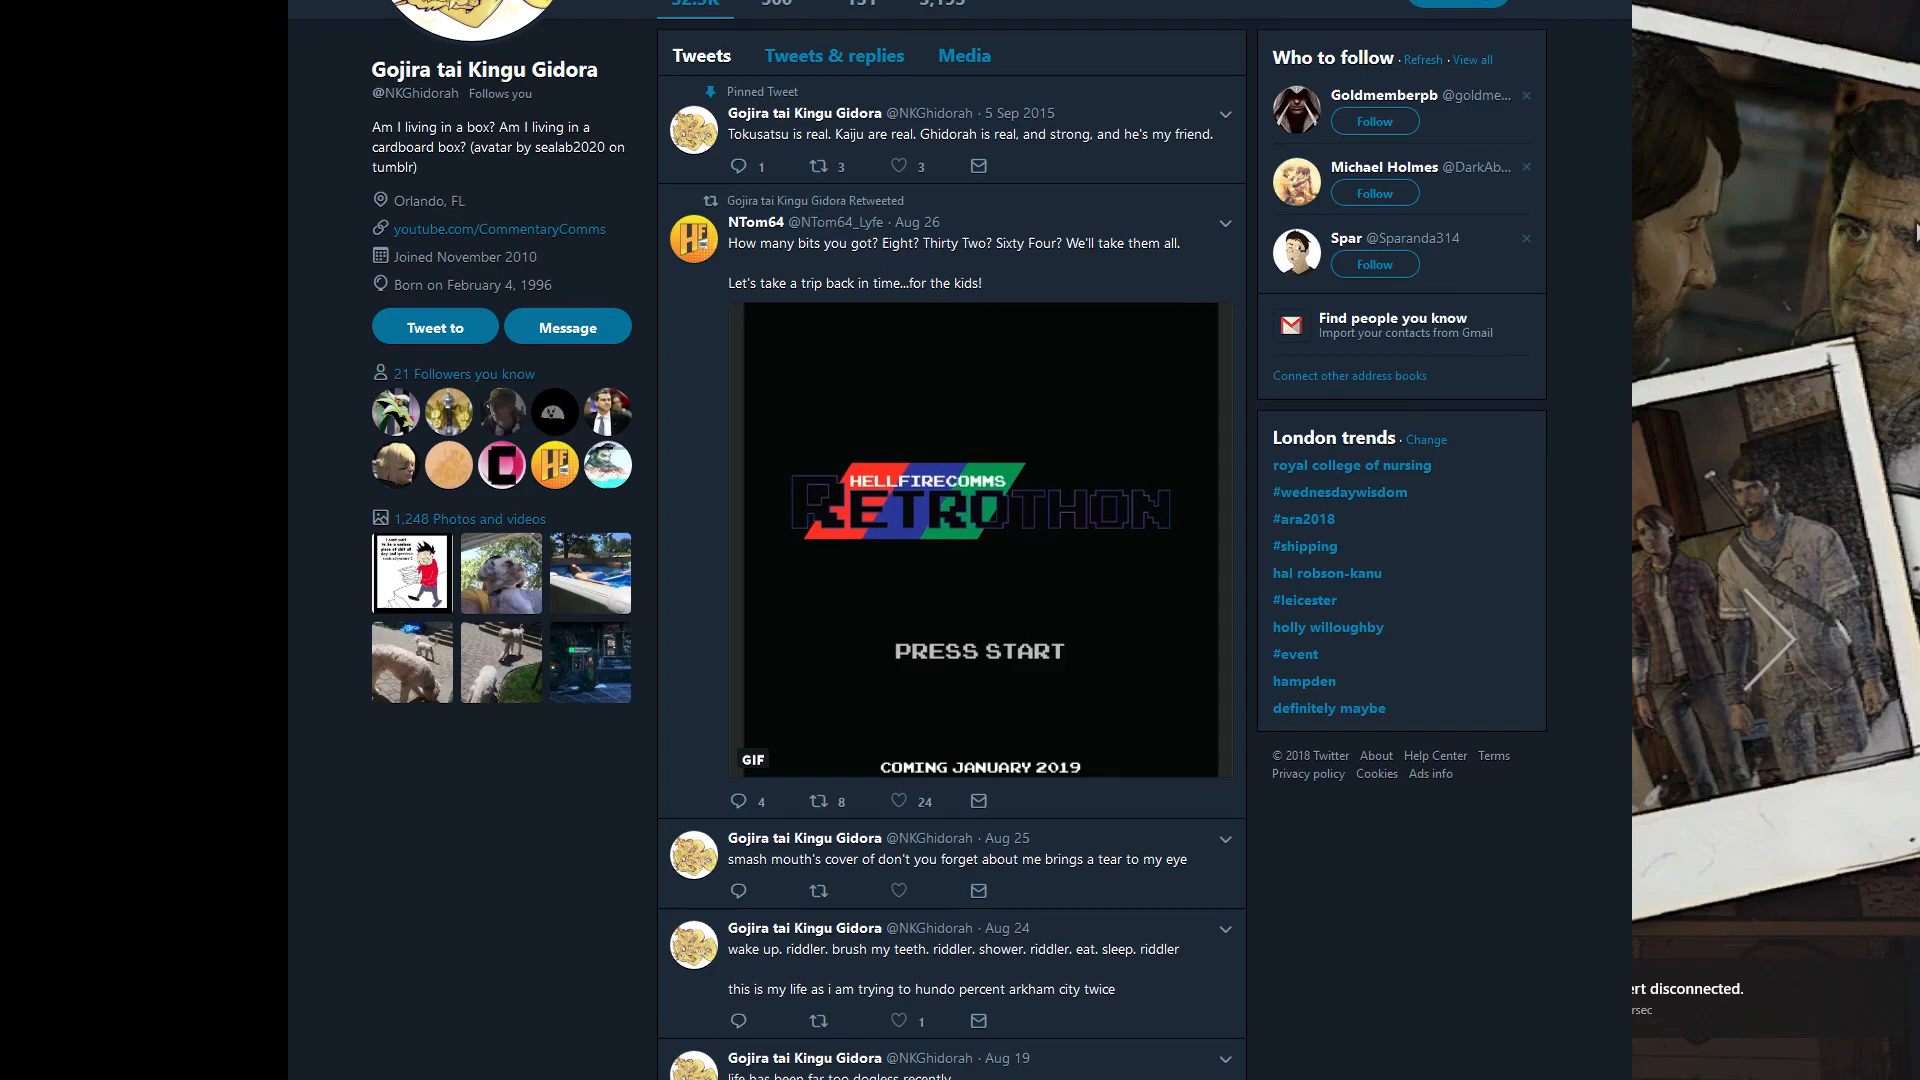 Gojira tai Kingu Gidora
@NKGhidorah Follows you
Am I living in a box? Am I living in a
cardboard box? (avatar by sealab2020 on
tumblr)
Orlando, FL
youtube.com/CommentaryComms
Joined November 2010
Born on February 4, 1996
Tweet to Message
21 Followers you know
1,248 Photos and videos
Tweets Tweets & replies Media
Pinned Tweet
Gojira tai Kingu Gidora @NKGhidorah · 5 Sep 2015
Tokusatsu is real. Kaiju are real. Ghidorah is real, and strong, and he's my friend.
1 3 3
Gojira tai Kingu Gidora Retweeted
NTom64 @NTom64_Lyfe · Aug 26
How many bits you got? Eight? Thirty Two? Sixty Four? We'll take them all.
Let's take a trip back in time...for the kids!
HELLFIRECOMMS
RETROTHON
PRESS START
GIF
COMING JANUARY 2019
4 8 24
Gojira tai Kingu Gidora @NKGhidorah · Aug 25
smash mouth's cover of don't you forget about me brings a tear to my eye
Gojira tai Kingu Gidora @NKGhidorah · Aug 24
wake up. riddler. brush my teeth. riddler. shower. riddler. eat. sleep. riddler
this is my life as i am trying to hundo percent arkham city twice
1
Gojira tai Kingu Gidora @NKGhidorah · Aug 19
life has been far too dogless recently
Who to follow · Refresh · View all
Goldmemberpb @goldme...
Follow
Michael Holmes @DarkAb...
Follow
Spar @Sparanda314
Follow
Find people you know
Import your contacts from Gmail
Connect other address books
London trends · Change
royal college of nursing
#wednesdaywisdom
#ara2018
#shipping
hal robson-kanu
#leicester
holly willoughby
#event
hampden
definitely maybe
© 2018 Twitter About Help Center Terms
Privacy policy Cookies Ads info
ert disconnected.
rsec